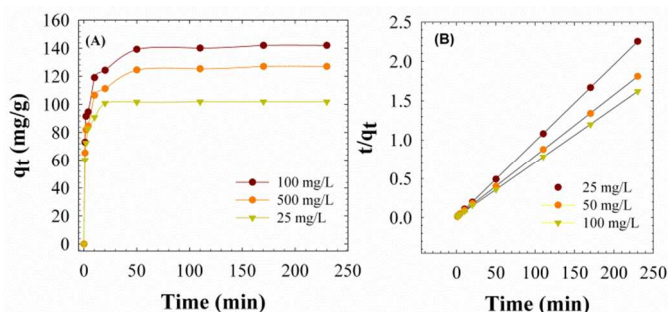 (A)
qt (mg/g)
160
140
120
100
80
60
40
20
0
100 mg/L
500 mg/L
25 mg/L
0 50 100 150 200 250
Time (min)
(B)
t/qt
2.5
2.0
1.5
1.0
0.5
0.0
25 mg/L
50 mg/L
100 mg/L
0 50 100 150 200 250
Time (min)